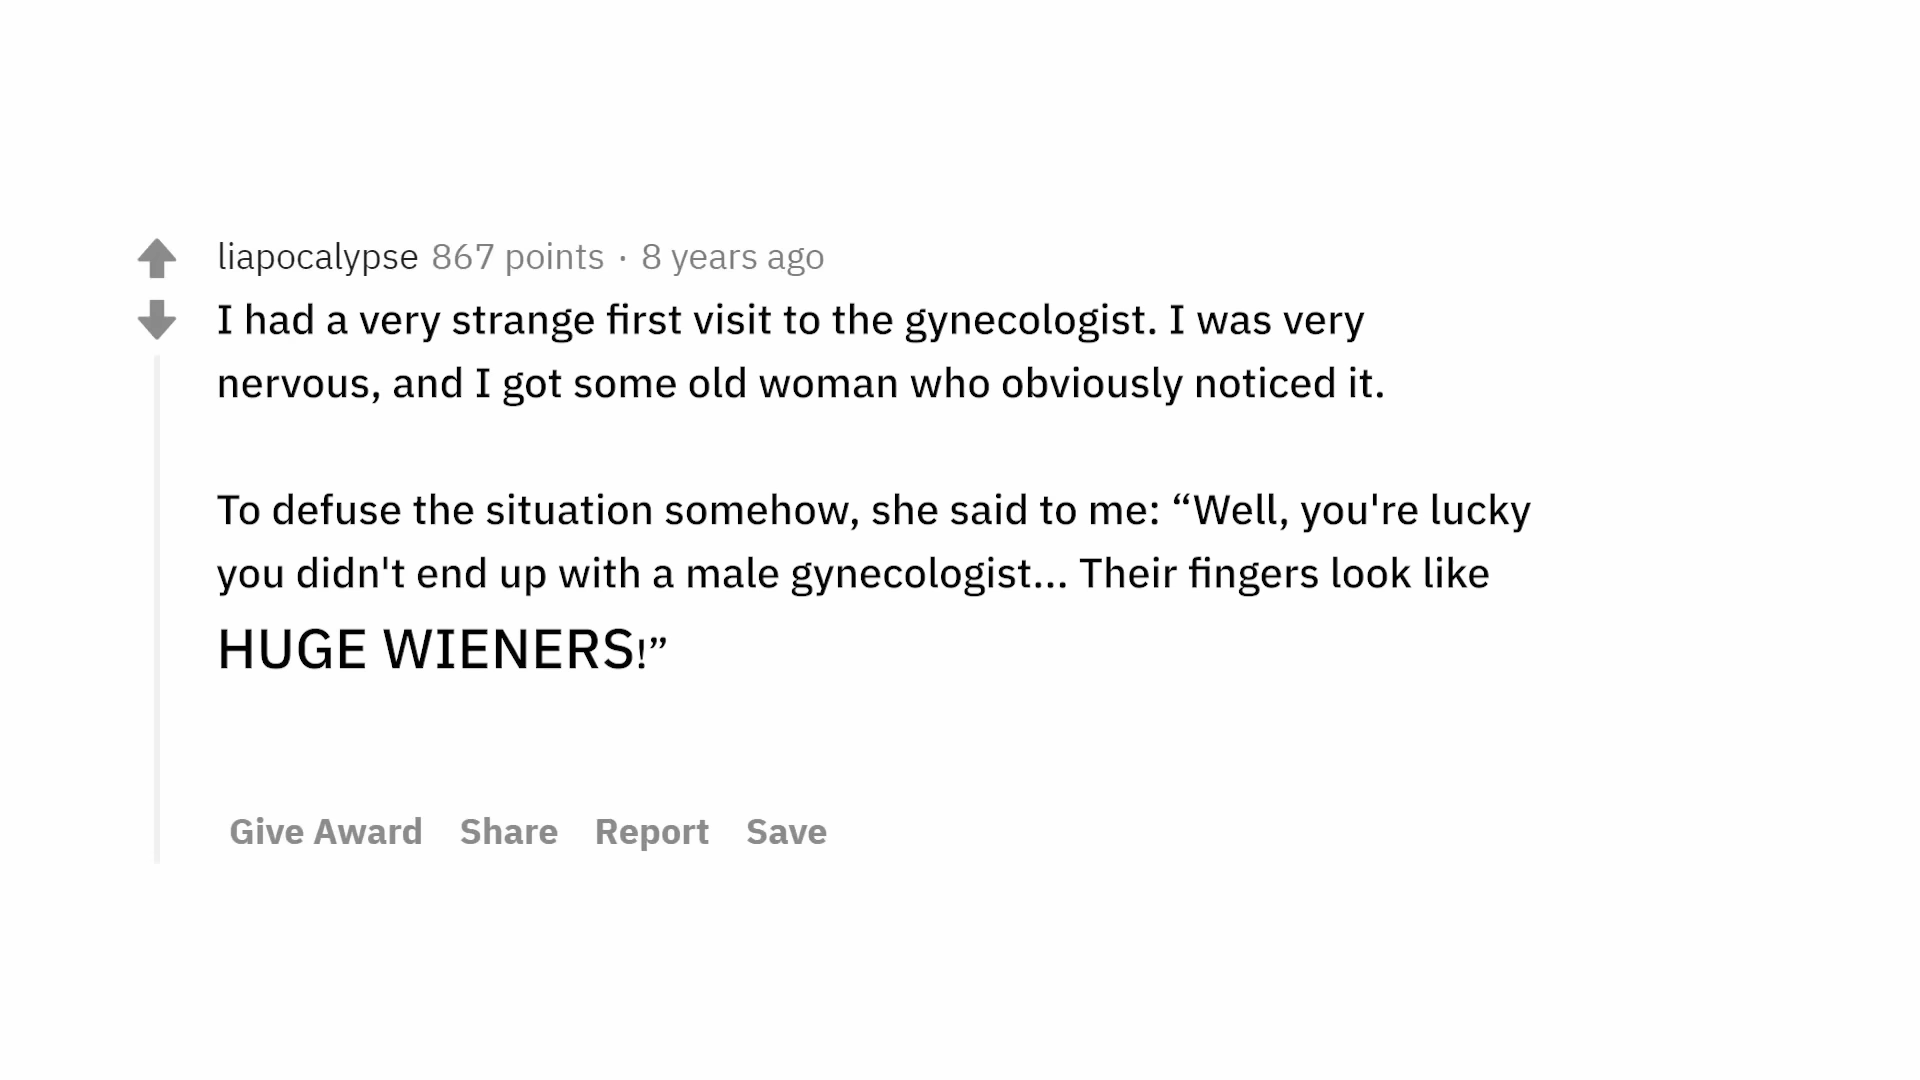 liapocalypse 867 points · 8 years ago
I had a very strange first visit to the gynecologist. I was very
nervous, and I got some old woman who obviously noticed it.
To defuse the situation somehow, she said to me: “Well, you're lucky
you didn't end up with a male gynecologist... Their fingers look like
HUGE WIENERS!”
Give Award Share Report Save